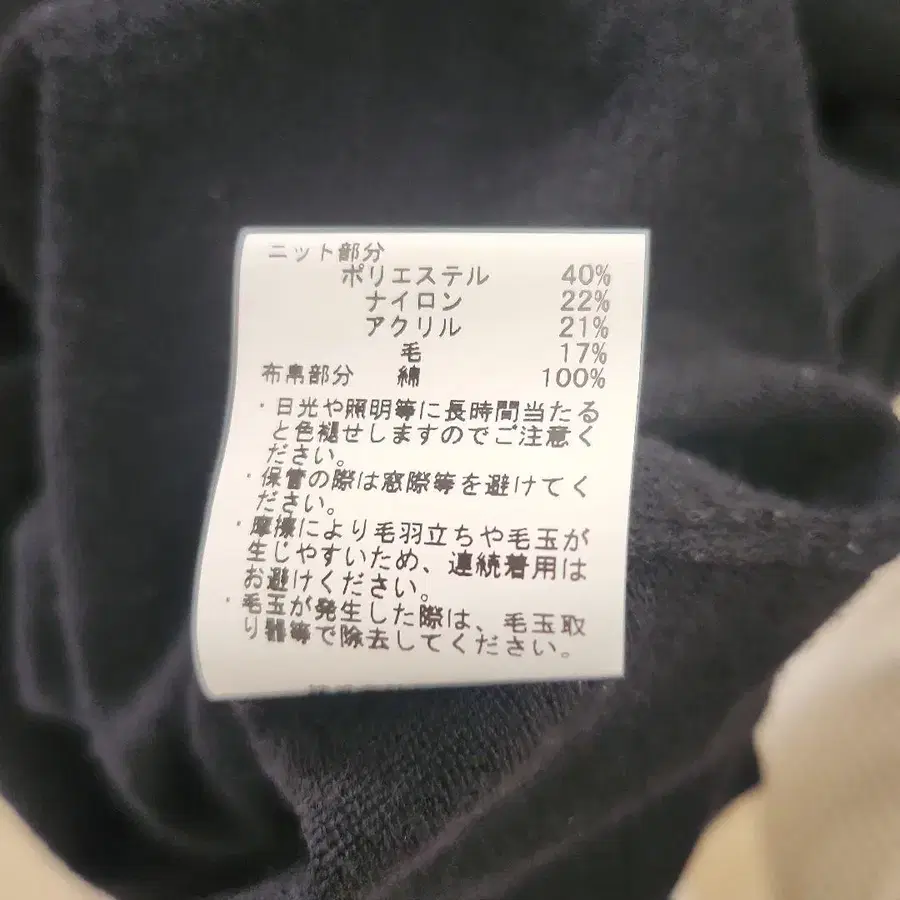 ニット部分
ポリエステル 40%
ナイロン 22%
アクリル 21%
毛 17%
布帛部分 綿 100%
・日光や照明等に長時間当たる
と色褪せしますのでご注意く
ださい。
・保管の際は窓際等を避けてく
ださい。
・摩擦により毛羽立ちや毛玉が
生じやすいため、連続着用は
お避けください。
・毛玉が発生した際は、毛玉取
り器等で除去してください。